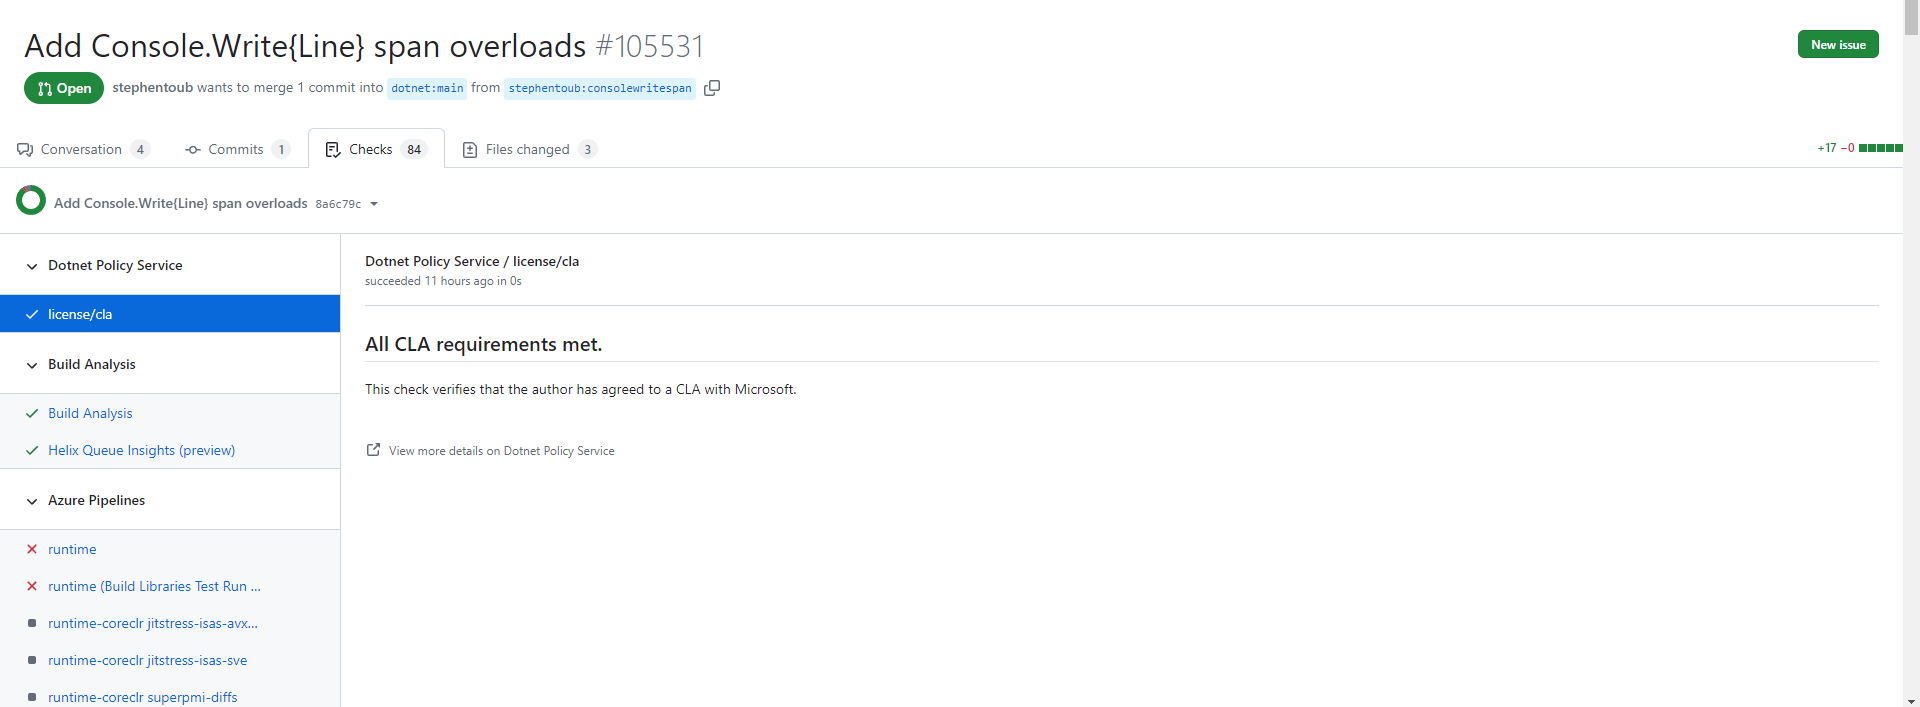 Add Console.Write{Line} span overloads #105531
New issue
Open
stephentoub wants to merge 1 commit into dotnet:main from stephentoub:consolewritespan
Conversation 4
Commits 1
Checks 84
Files changed 3
+17 −0
Add Console.Write{Line} span overloads 8a6c79c
Dotnet Policy Service
license/cla
Build Analysis
Build Analysis
Helix Queue Insights (preview)
Azure Pipelines
runtime
runtime (Build Libraries Test Run ...
runtime-coreclr jitstress-isas-avx...
runtime-coreclr jitstress-isas-sve
runtime-coreclr superpmi-diffs
Dotnet Policy Service / license/cla
succeeded 11 hours ago in 0s
All CLA requirements met.
This check verifies that the author has agreed to a CLA with Microsoft.
View more details on Dotnet Policy Service